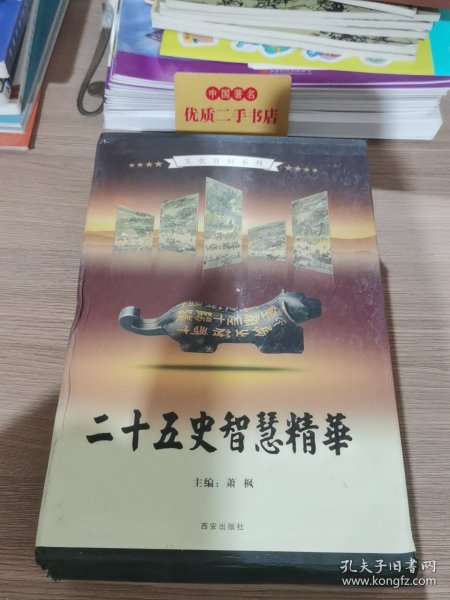 中国著名
优质二手书店
文化百科系列
二十五史智慧精華
主编：萧 枫
西安出版社
孔夫子旧书网
www.kongfz.com